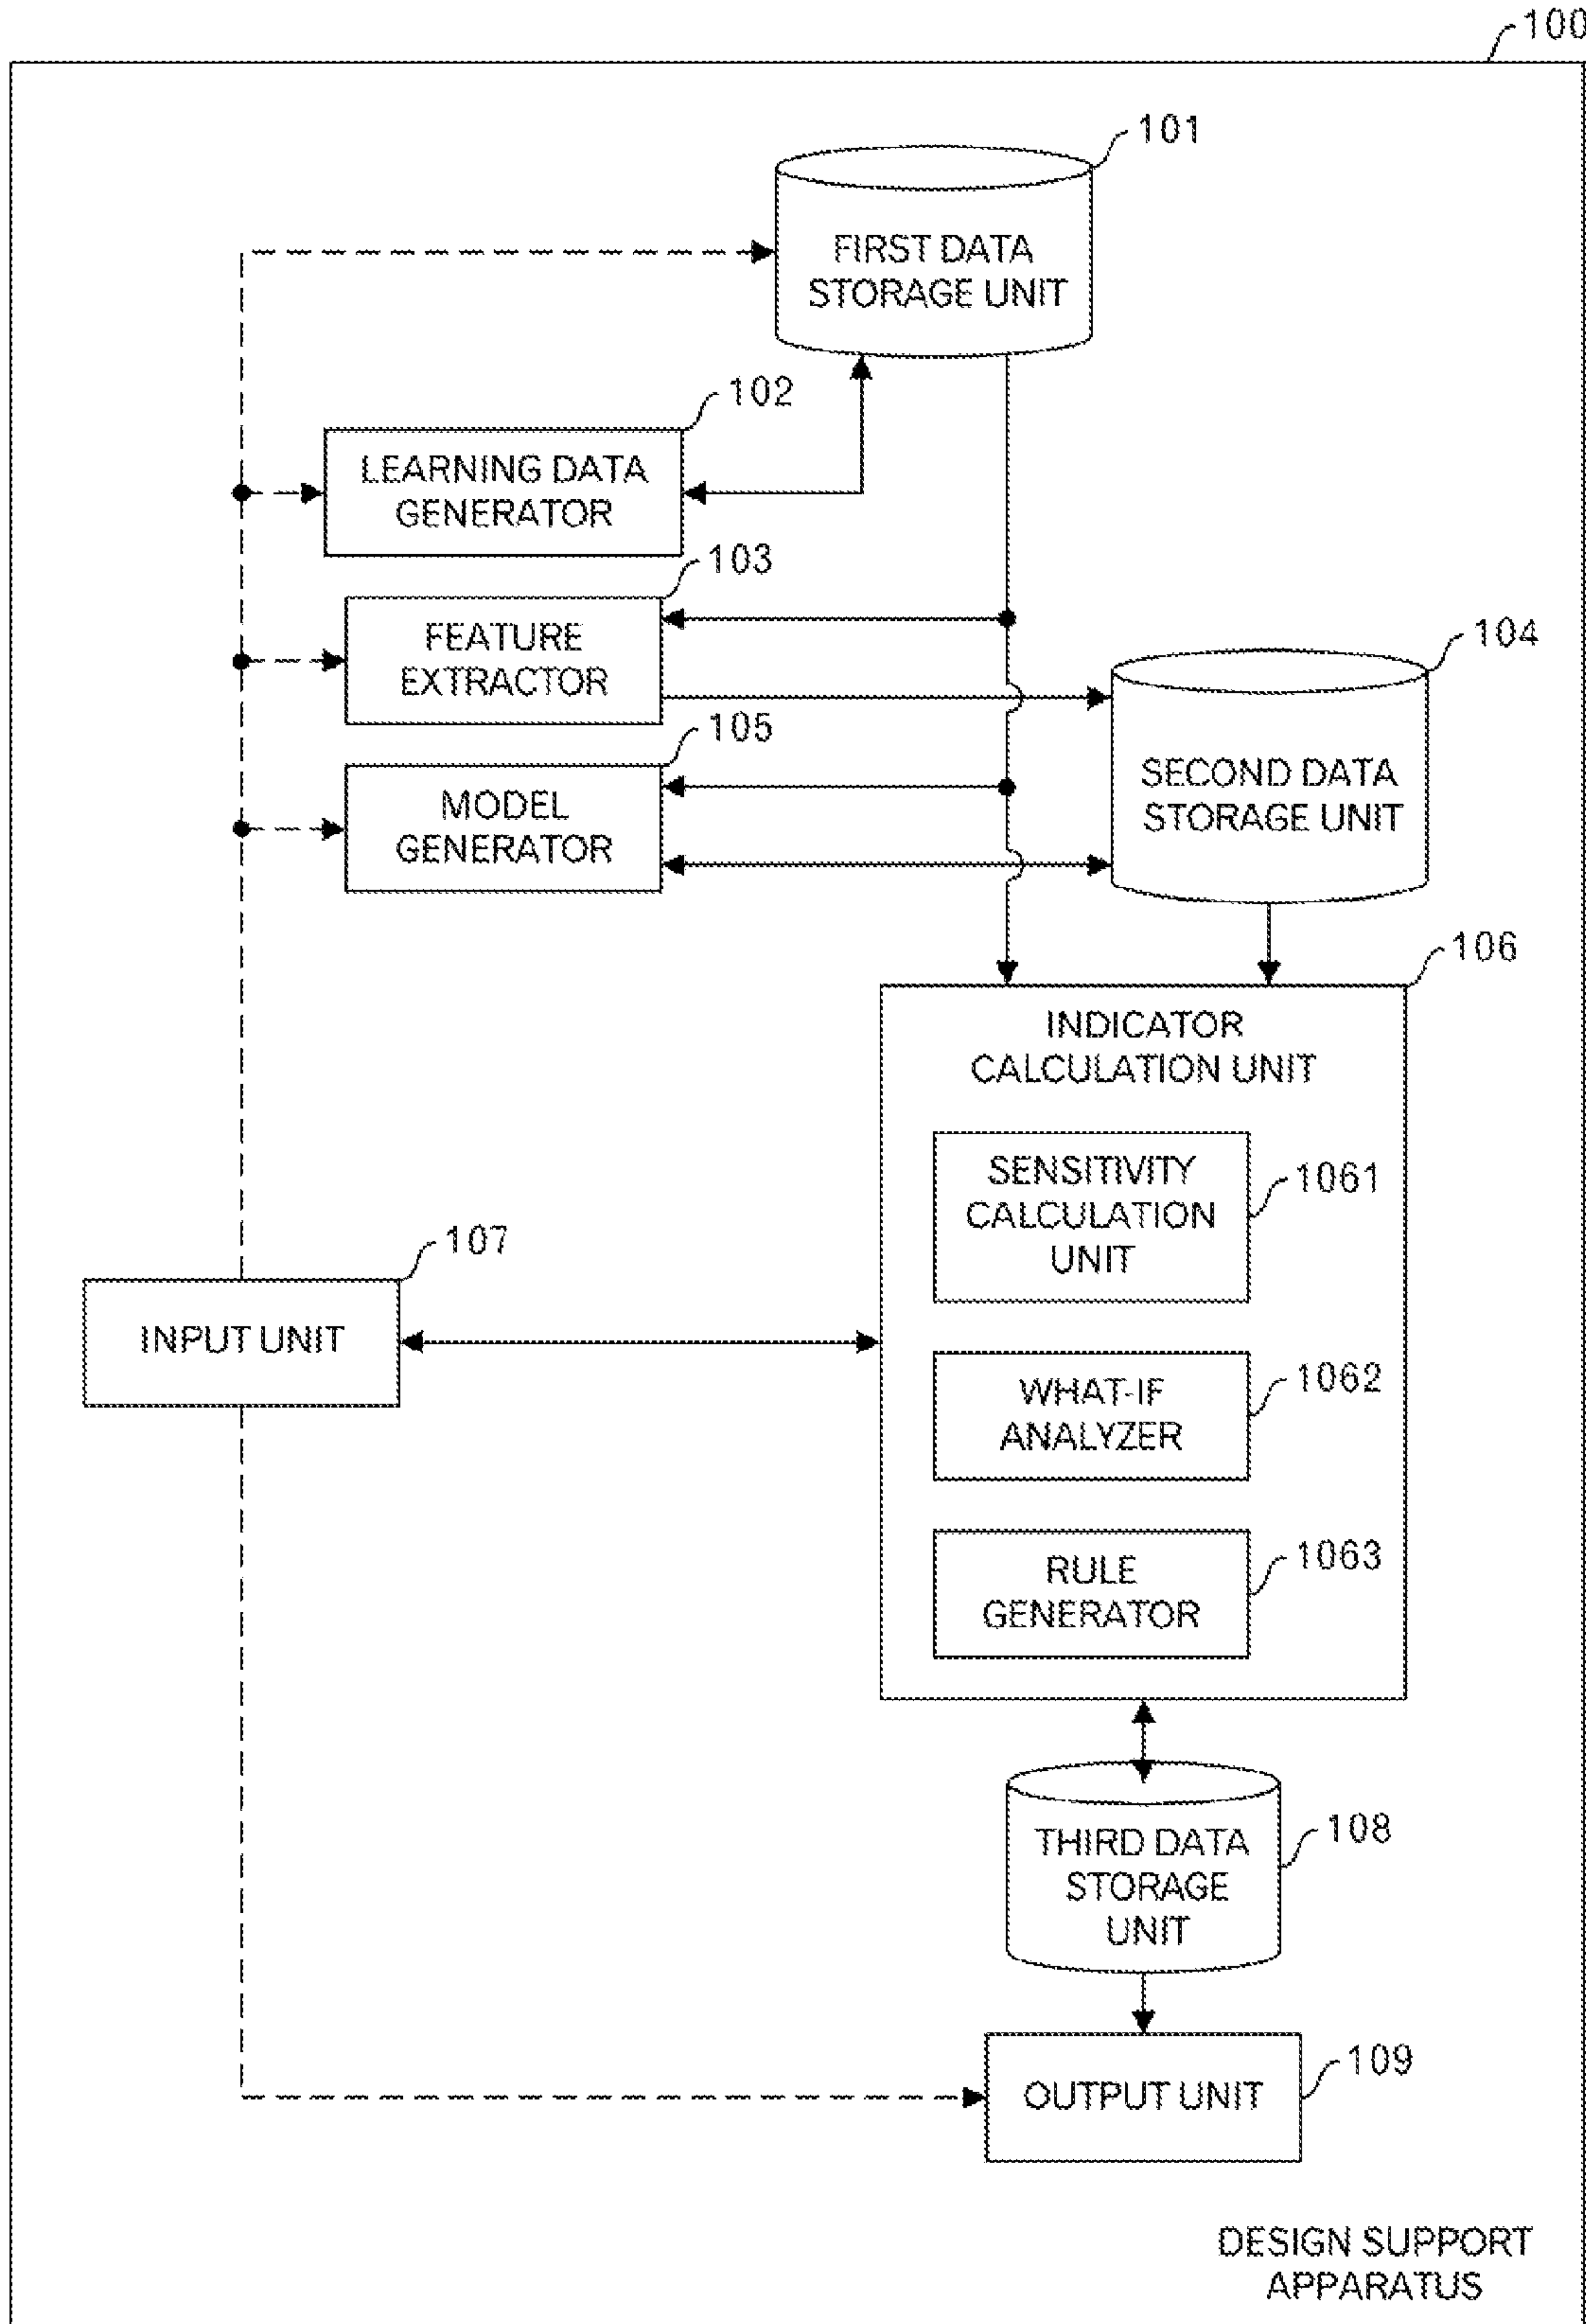 100
101
FIRST DATA
STORAGE UNIT
102
LEARNING DATA
GENERATOR
103
FEATURE
EXTRACTOR
104
105
SECOND DATA
STORAGE UNIT
MODEL
GENERATOR
106
INDICATOR
CALCULATION UNIT
SENSITIVITY
CALCULATION
UNIT
1061
107
INPUT UNIT
WHAT-IF
ANALYZER
1062
RULE
GENERATOR
1063
THIRD DATA
STORAGE
UNIT
108
OUTPUT UNIT
109
DESIGN SUPPORT
APPARATUS